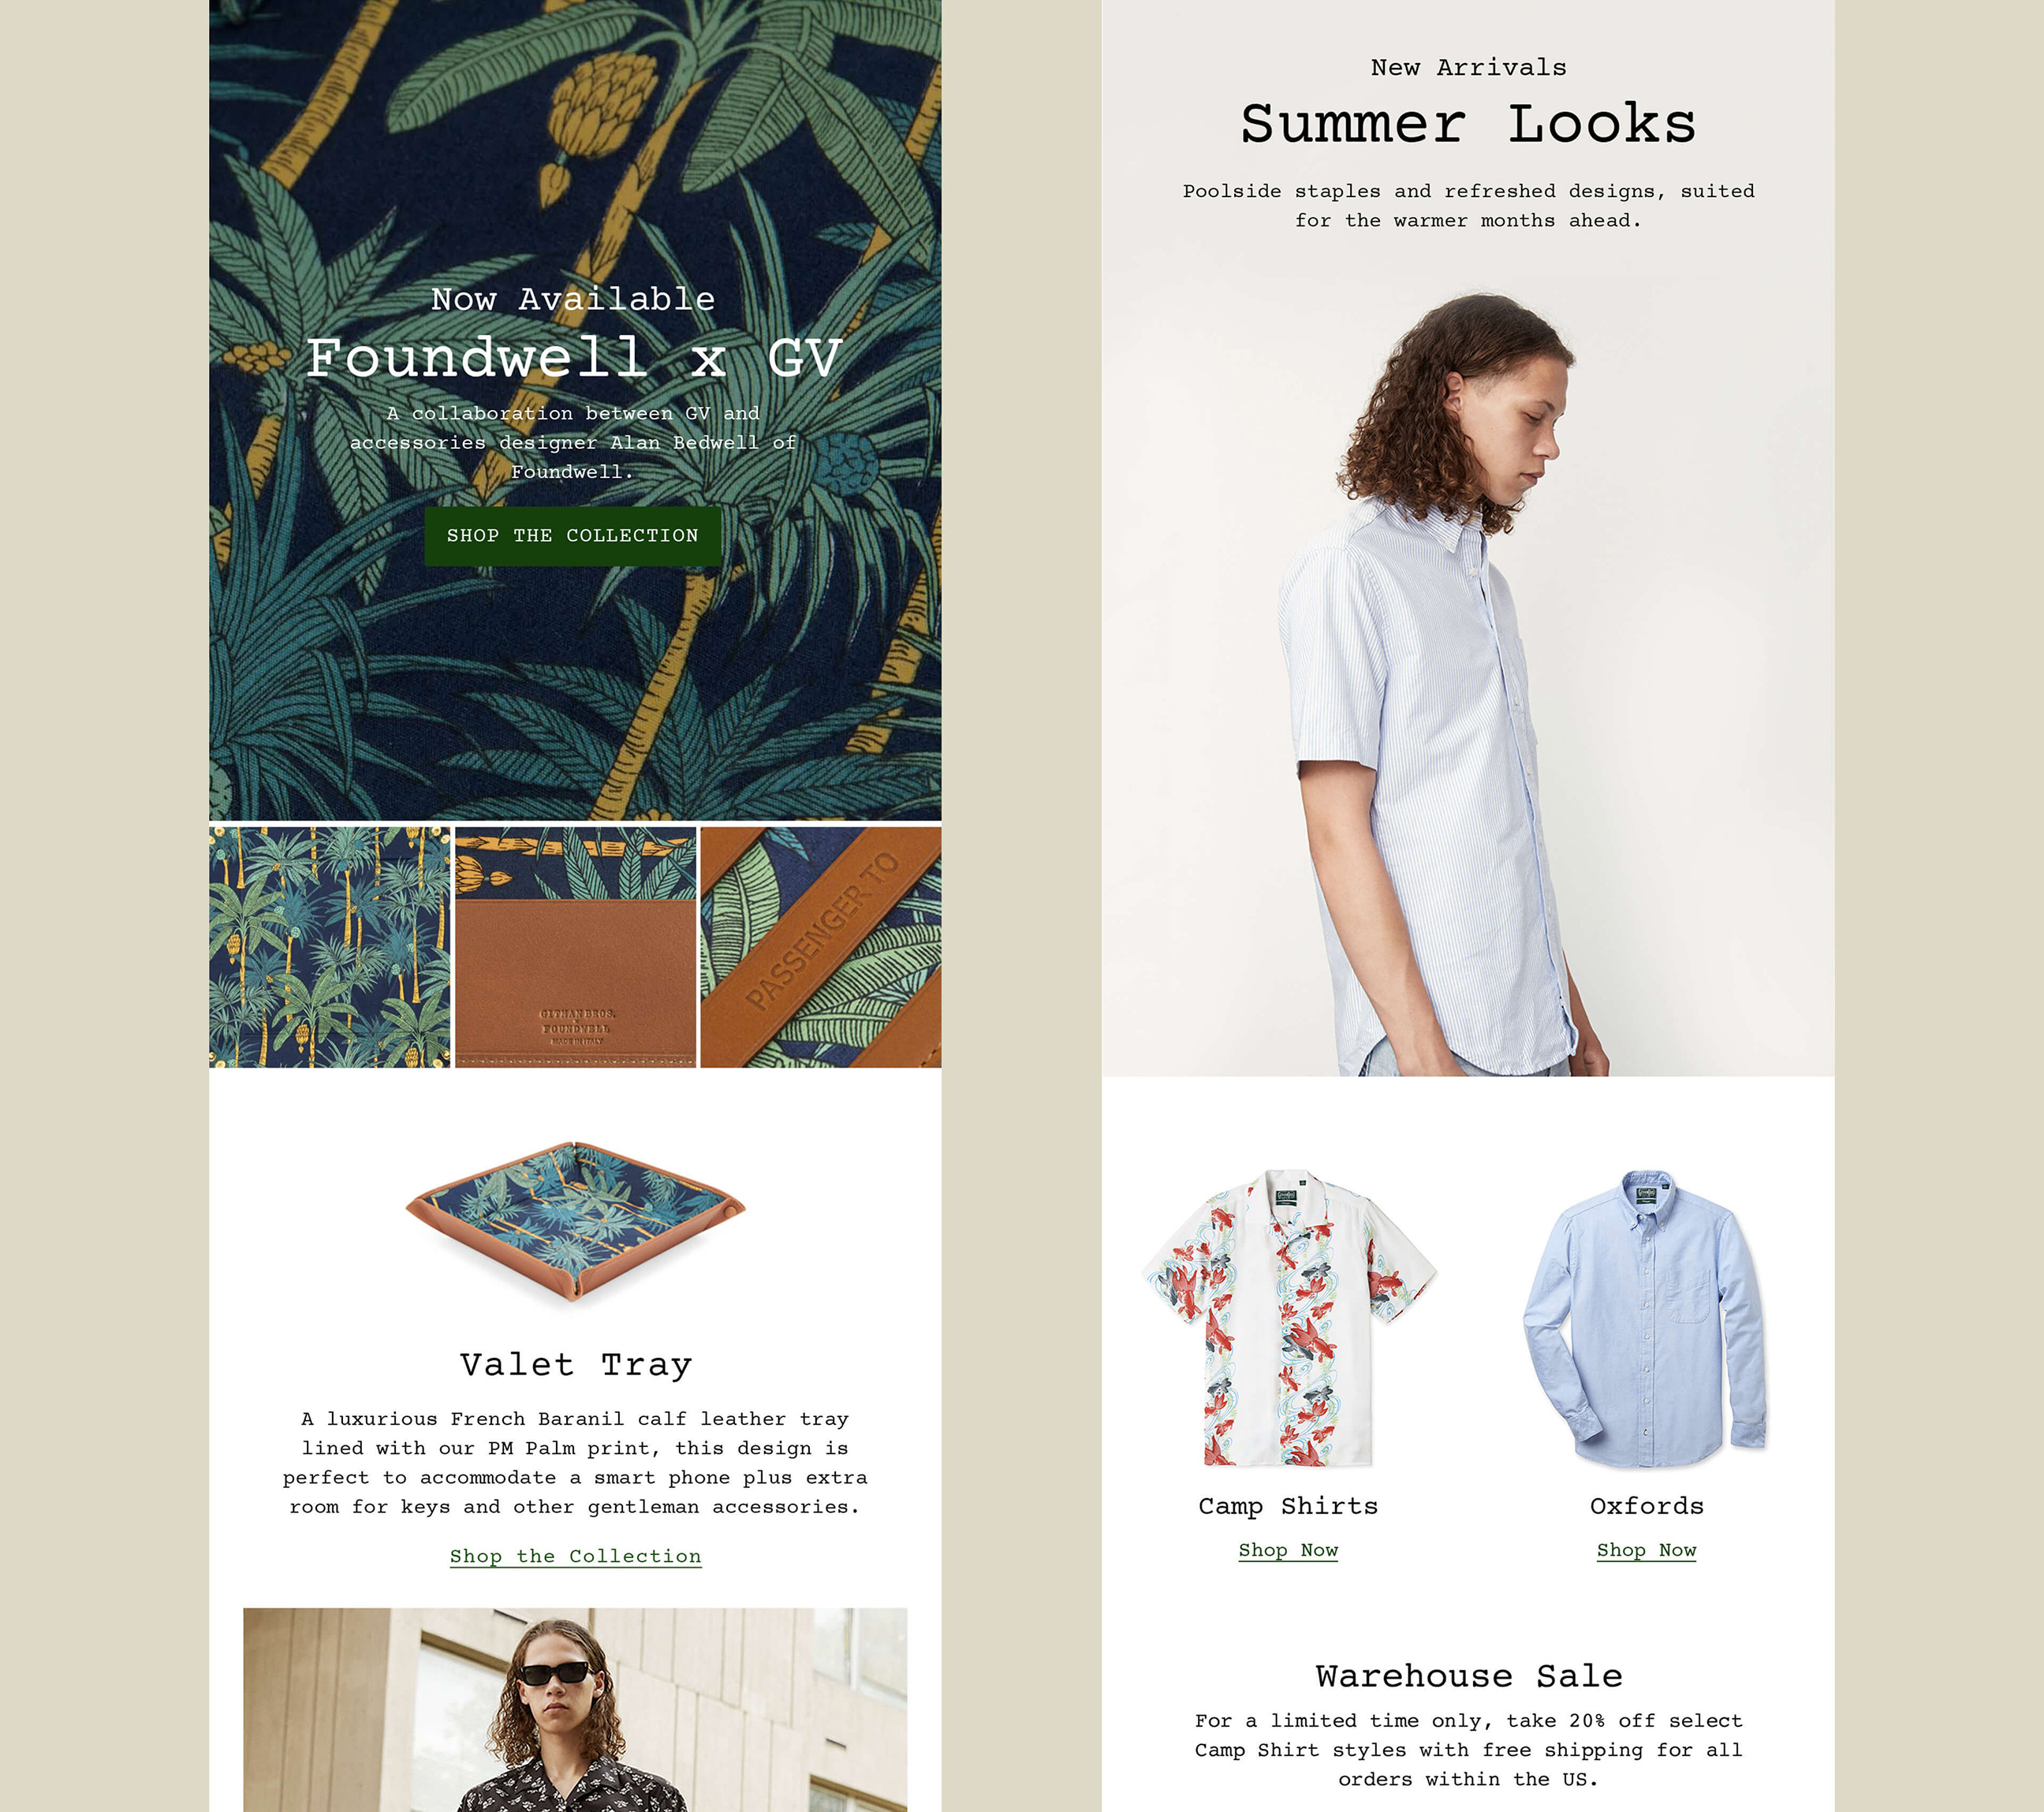 Now Available
Foundwell x GV
A collaboration between GV and
accessories designer Alan Bedwell of
Foundwell.
SHOP THE COLLECTION
GITMAN BROS.
FOUNDWELL
MADE IN ITALY
PASSENGER TO
Valet Tray
A luxurious French Baranil calf leather tray
lined with our PM Palm print, this design is
perfect to accommodate a smart phone plus extra
room for keys and other gentleman accessories.
Shop the Collection
New Arrivals
Summer Looks
Poolside staples and refreshed designs, suited
for the warmer months ahead.
Camp Shirts
Shop Now
Oxfords
Shop Now
Warehouse Sale
For a limited time only, take 20% off select
Camp Shirt styles with free shipping for all
orders within the US.